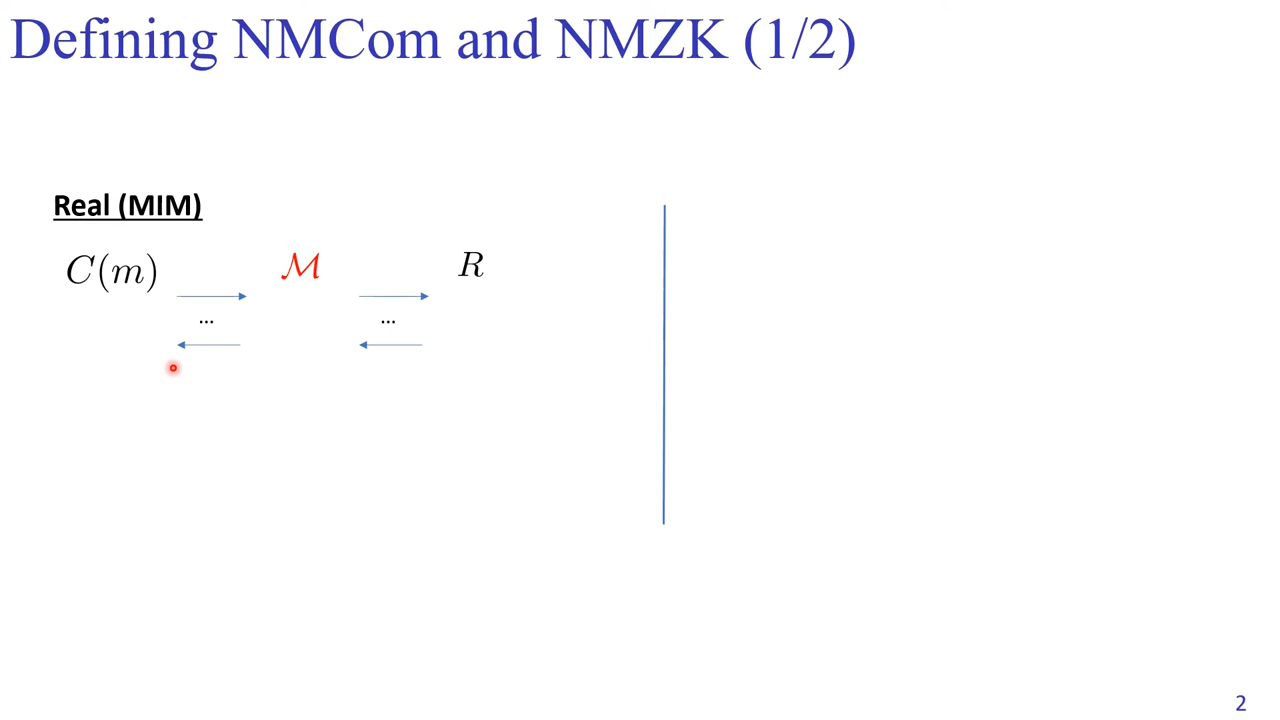 Defining NMCom and NMZK (1/2)
Real (MIM)
C(m) ℳ R
... ...
2